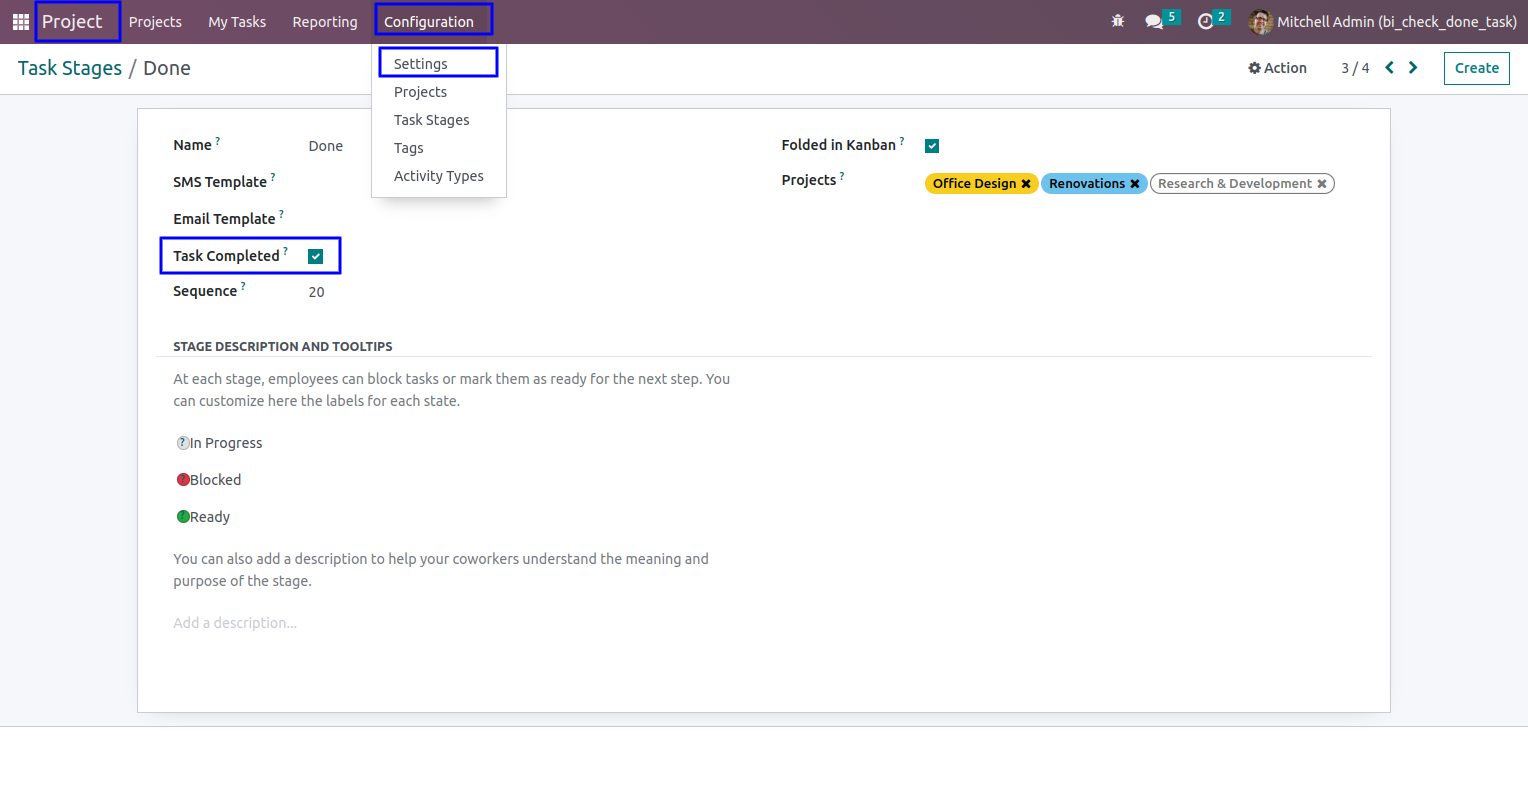 Project Projects My Tasks Reporting Configuration 5 2 Mitchell Admin (bi_check_done_task)
Task Stages / Done
Action 3 / 4 Create
Settings
Projects
Task Stages
Tags
Activity Types
Name ? Done
SMS Template ?
Email Template ?
Task Completed ?
Sequence ? 20
Folded in Kanban ?
Projects ? Office Design ✖ Renovations ✖ Research & Development ✖
STAGE DESCRIPTION AND TOOLTIPS
At each stage, employees can block tasks or mark them as ready for the next step. You
can customize here the labels for each state.
? In Progress
? Blocked
? Ready
You can also add a description to help your coworkers understand the meaning and
purpose of the stage.
Add a description...